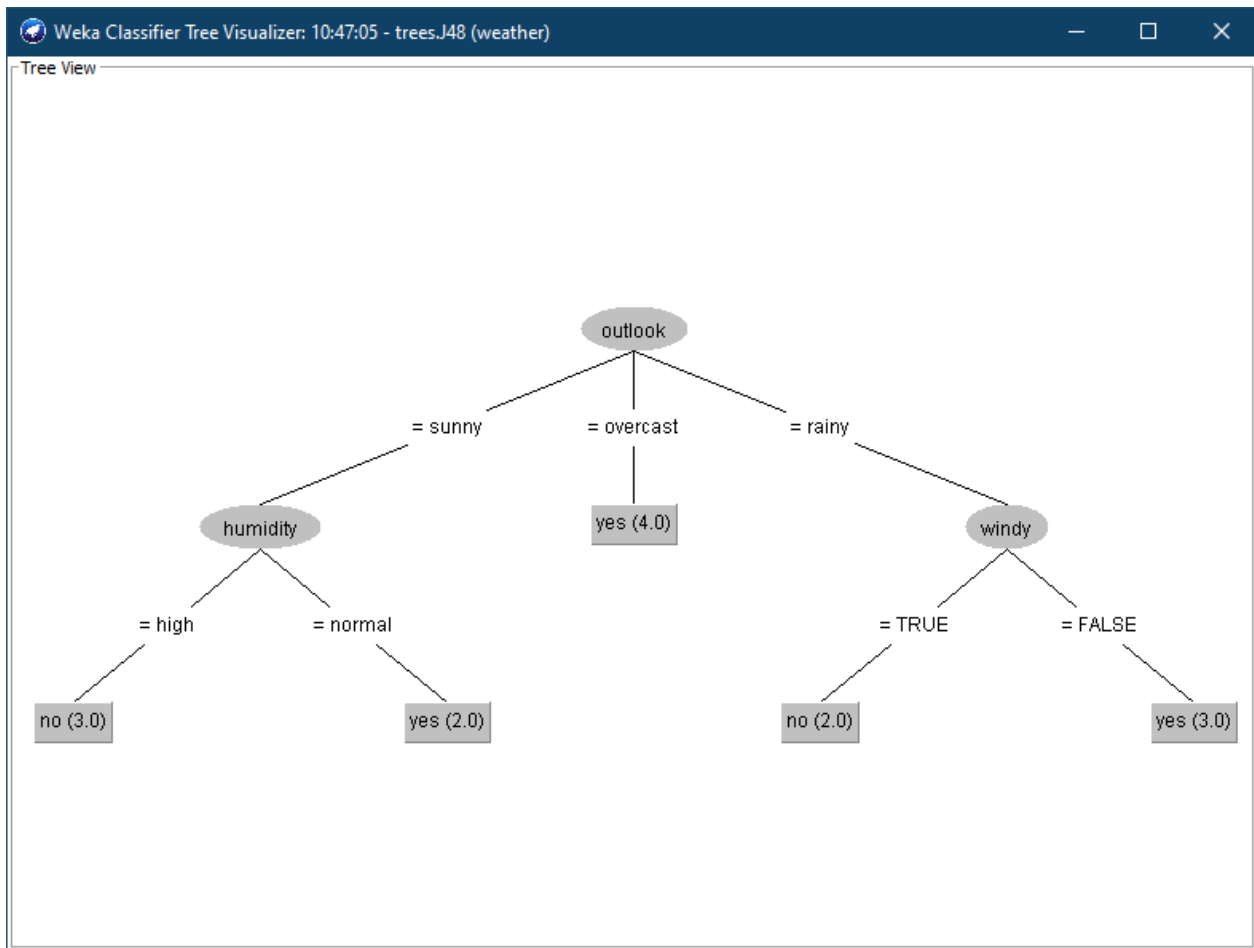 Weka Classifier Tree Visualizer: 10:47:05 - trees.J48 (weather)
Tree View
outlook
= sunny
= overcast
= rainy
humidity
yes (4.0)
windy
= high
= normal
= TRUE
= FALSE
no (3.0)
yes (2.0)
no (2.0)
yes (3.0)